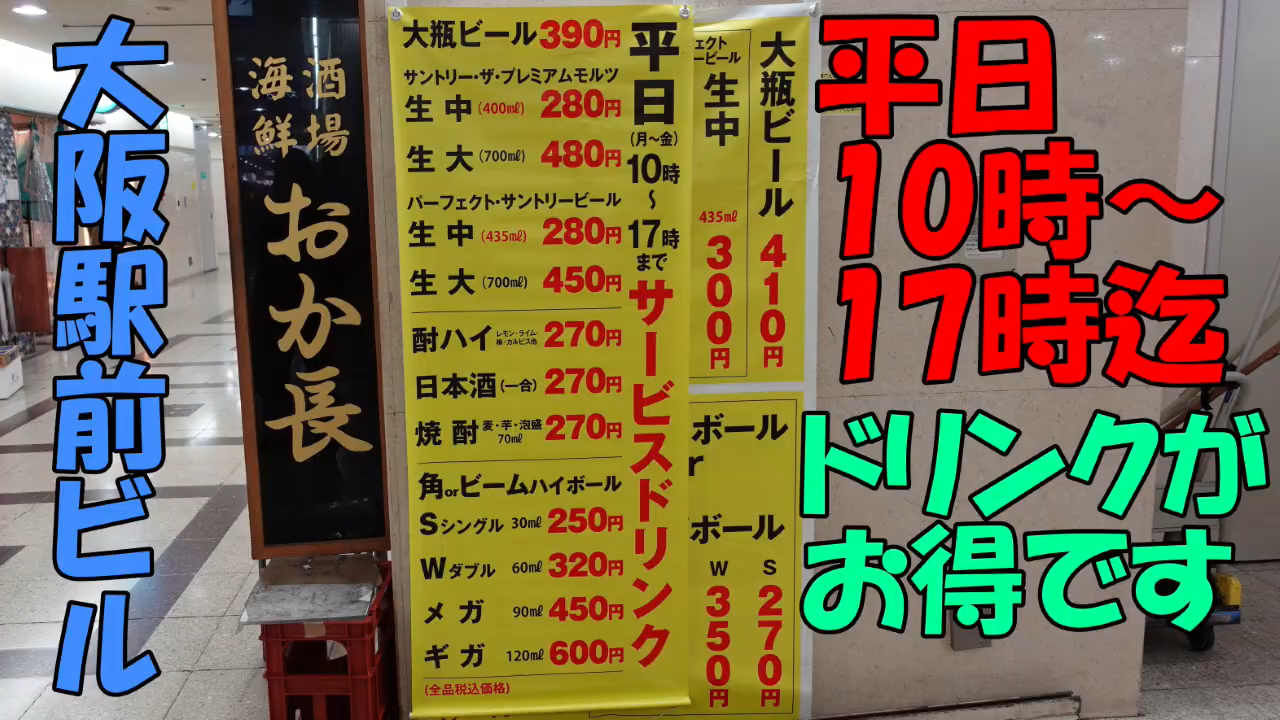 大阪駅前ビル
海鮮
酒場
おか長
平日
(月〜金)
10時
〜
17時
まで
サービスドリンク
大瓶ビール 390円
サントリー・ザ・プレミアムモルツ
生 中 (400㎖) 280円
生 大 (700㎖) 480円
パーフェクト・サントリービール
生 中 (435㎖) 280円
生 大 (700㎖) 450円
酎ハイ レモン・ライム・梅・カルピス他 270円
日本酒 (一合) 270円
焼酎 麦・芋・泡盛 70㎖ 270円
角orビームハイボール
Sシングル 30㎖ 250円
Wダブル 60㎖ 320円
メガ 90㎖ 450円
ギガ 120㎖ 600円
(全品税込価格)
大瓶ビール 410円
ェクト
ービール
生中
435㎖
300円
ボール
r
ボール
S 270円
W 350円
平日
10時〜
17時迄
ドリンクが
お得です